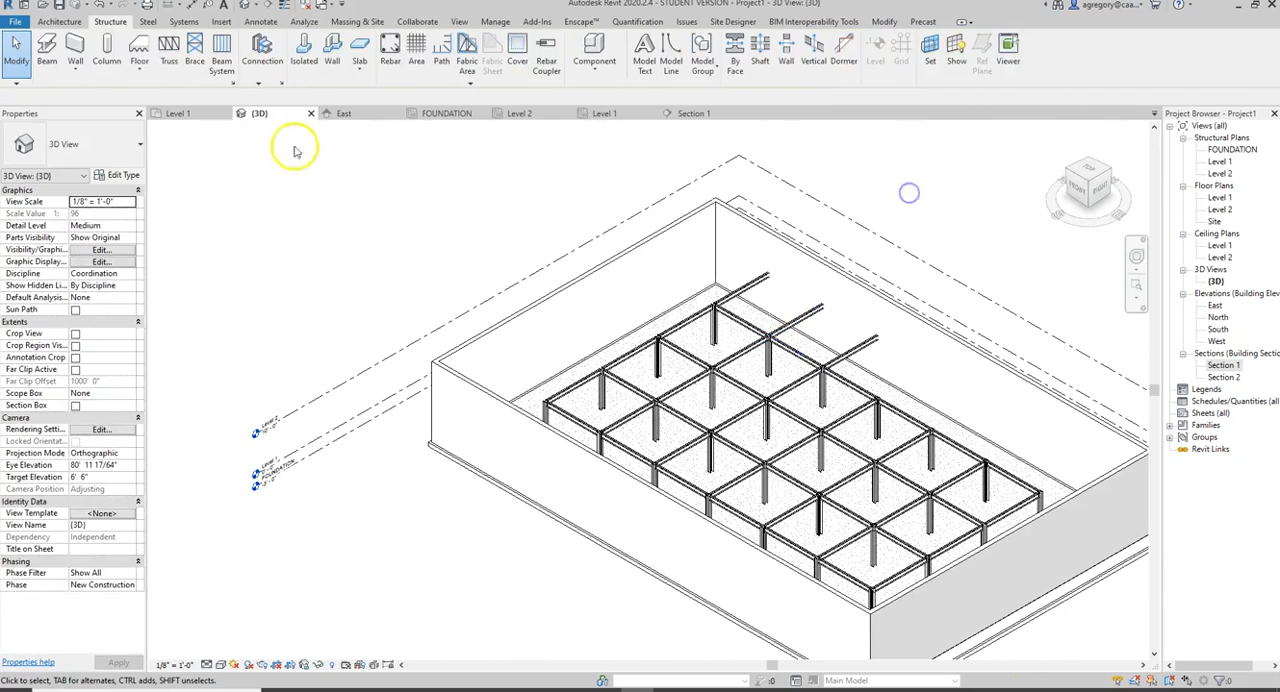 Autodesk Revit 2020.2.4 - STUDENT VERSION - Project1 - 3D View: {3D}
agregory@caa...
File Architecture Structure Steel Systems Insert Annotate Analyze Massing & Site Collaborate View Manage Add-Ins Enscape™ Quantification Issues Site Designer BIM Interoperability Tools Modify Precast
Modify Beam Wall Column Floor Truss Brace Beam System Connection Isolated Wall Slab Rebar Area Path Fabric Area Fabric Sheet Cover Rebar Coupler Component Model Text Model Line Model Group By Face Shaft Wall Vertical Dormer Level Grid Set Show Ref Plane Viewer
Properties
Level 1 {3D} East FOUNDATION Level 2 Level 1 Section 1
Project Browser - Project1
3D View
3D View: {3D} Edit Type
Graphics
View Scale 1/8" = 1'-0"
Scale Value 1: 96
Detail Level Medium
Parts Visibility Show Original
Visibility/Graphi... Edit...
Graphic Display... Edit...
Discipline Coordination
Show Hidden Li... By Discipline
Default Analysis... None
Sun Path
Extents
Crop View
Crop Region Vis...
Annotation Crop
Far Clip Active
Far Clip Offset 1000' 0"
Scope Box None
Section Box
Camera
Rendering Setti... Edit...
Locked Orientat...
Projection Mode Orthographic
Eye Elevation 80' 11 17/64"
Target Elevation 6' 6"
Camera Position Adjusting
Identity Data
View Template <None>
View Name {3D}
Dependency Independent
Title on Sheet
Phasing
Phase Filter Show All
Phase New Construction
Properties help Apply
TOP
FRONT RIGHT
Level 2
Level 1
FOUNDATION
Views (all)
Structural Plans
FOUNDATION
Level 1
Level 2
Floor Plans
Level 1
Level 2
Site
Ceiling Plans
Level 1
Level 2
3D Views
{3D}
Elevations (Building Elev
East
North
South
West
Sections (Building Sectio
Section 1
Section 2
Legends
Schedules/Quantities (all
Sheets (all)
Families
Groups
Revit Links
1/8" = 1'-0"
Click to select, TAB for alternates, CTRL adds, SHIFT unselects.
:0
Main Model
:0